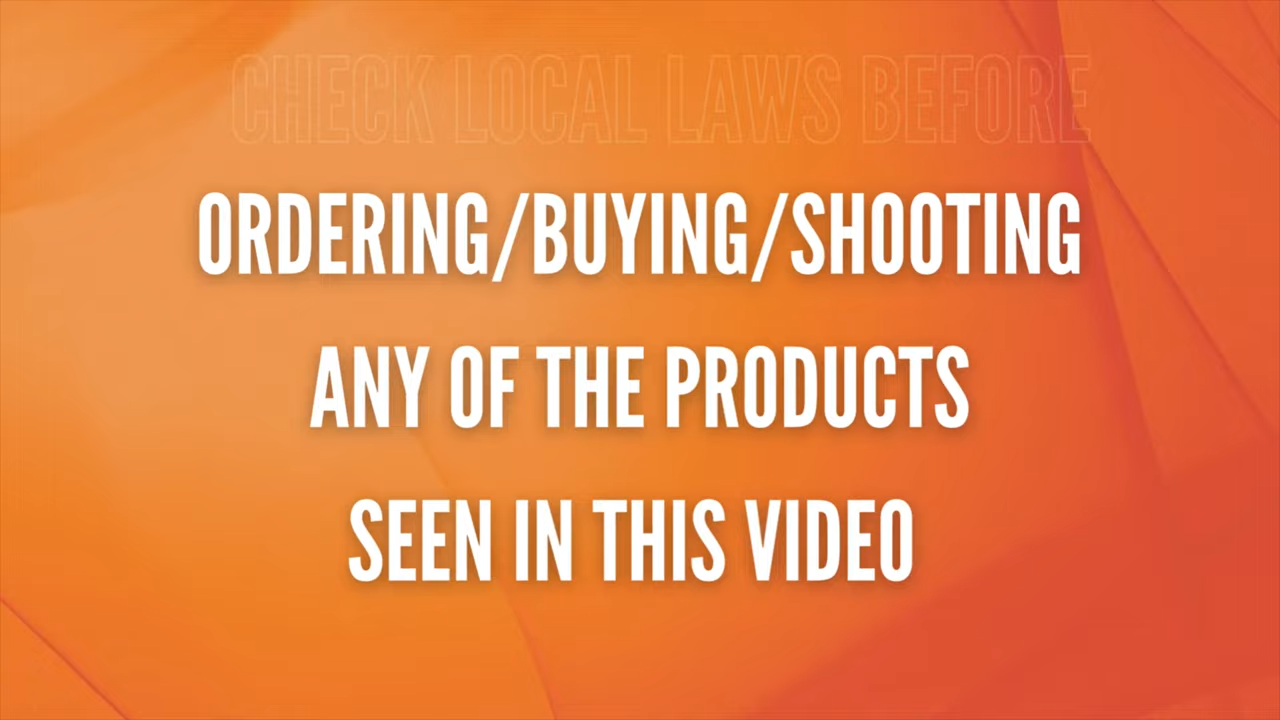 CHECK LOCAL LAWS BEFORE
ORDERING/BUYING/SHOOTING
ANY OF THE PRODUCTS
SEEN IN THIS VIDEO